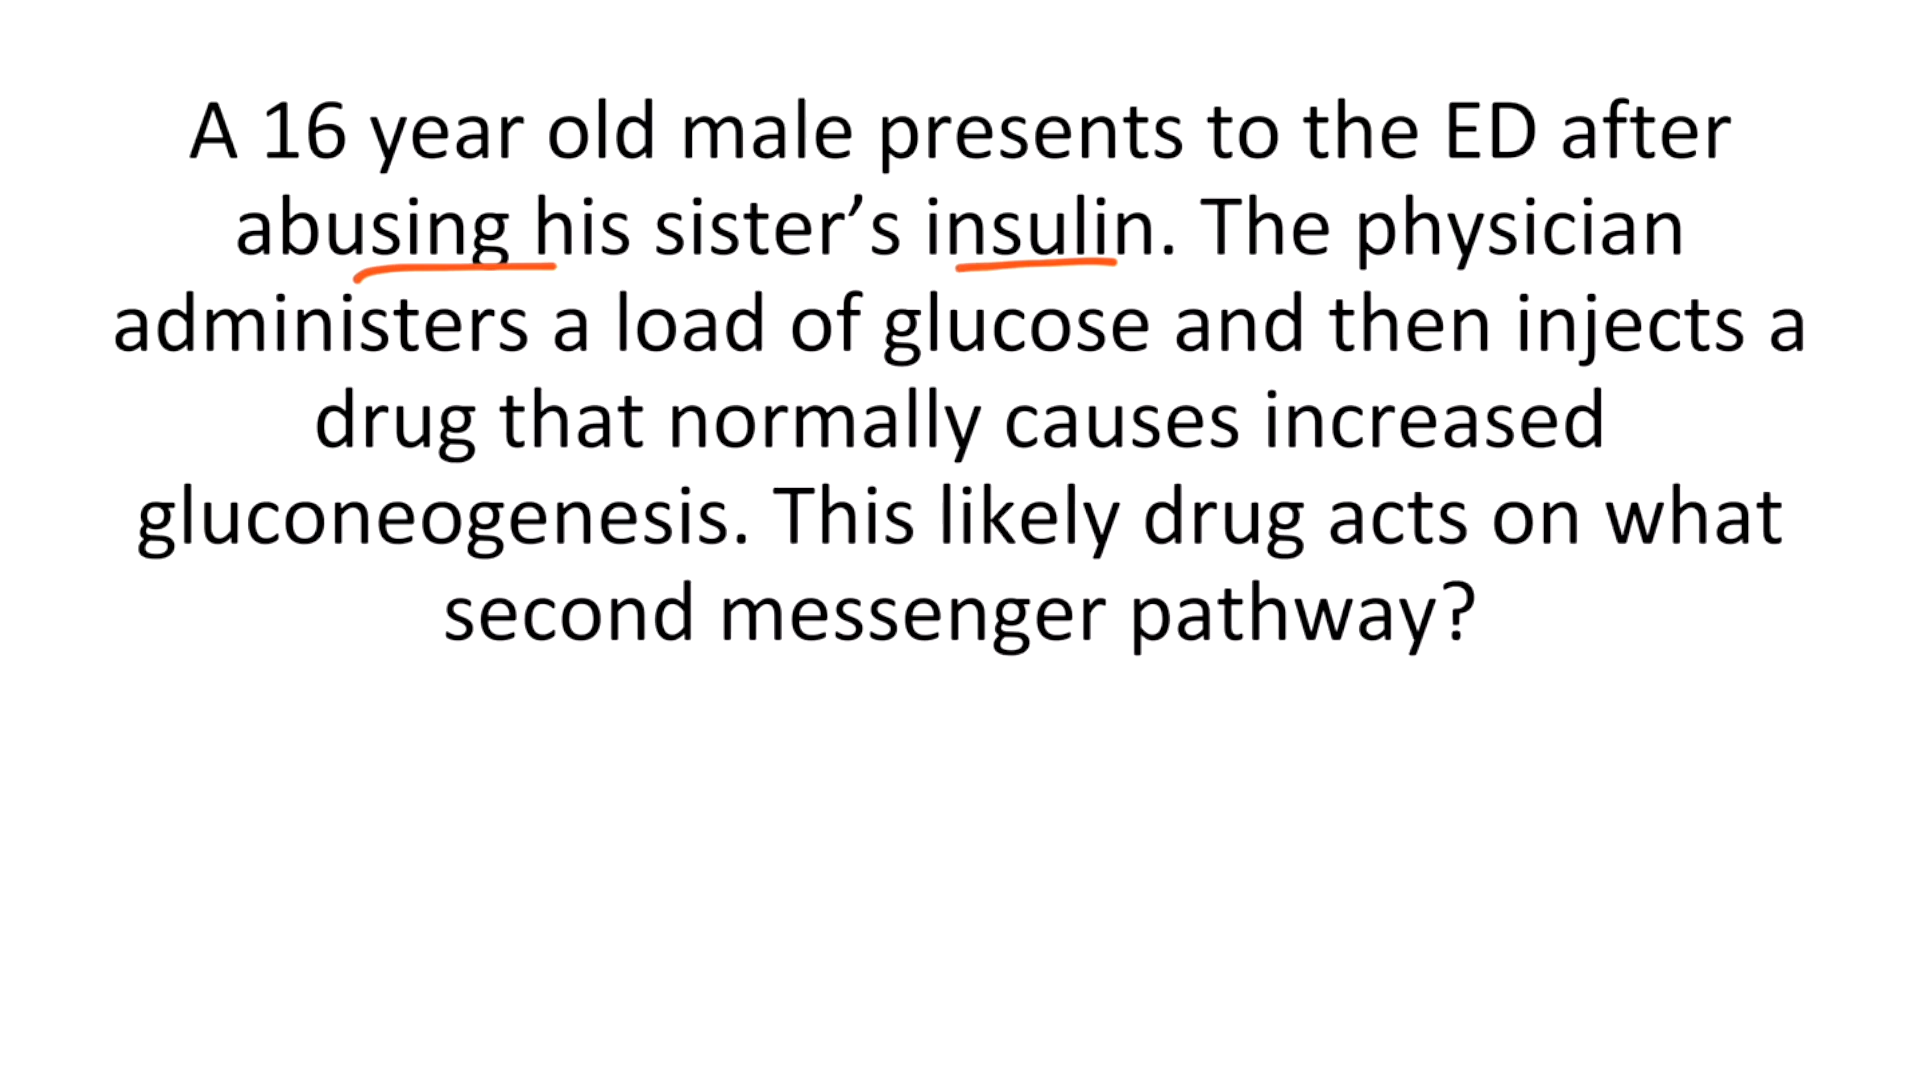 A 16 year old male presents to the ED after
abusing his sister’s insulin. The physician
administers a load of glucose and then injects a
drug that normally causes increased
gluconeogenesis. This likely drug acts on what
second messenger pathway?